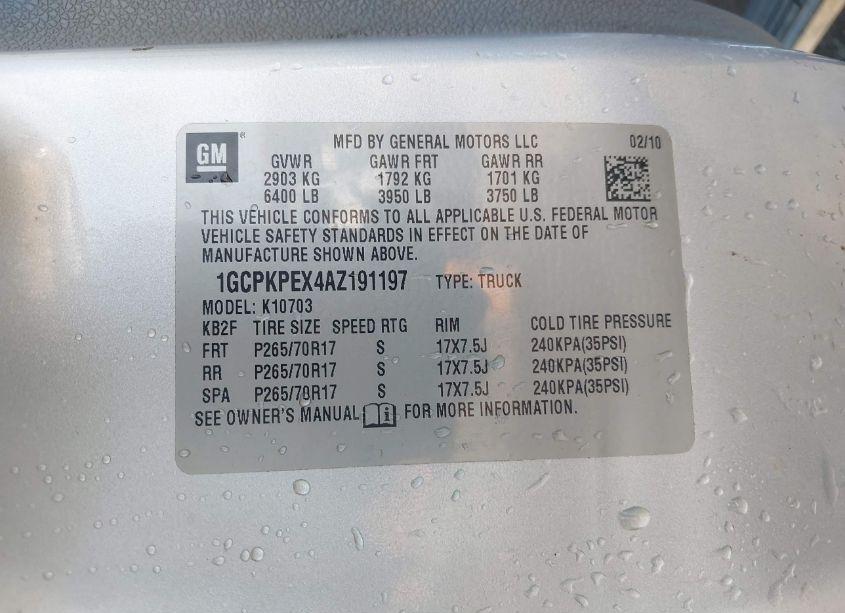 GM ® MFD BY GENERAL MOTORS LLC 02/10
GVWR GAWR FRT GAWR RR
2903 KG 1792 KG 1701 KG
6400 LB 3950 LB 3750 LB
THIS VEHICLE CONFORMS TO ALL APPLICABLE U.S. FEDERAL MOTOR
VEHICLE SAFETY STANDARDS IN EFFECT ON THE DATE OF
MANUFACTURE SHOWN ABOVE.
1GCPKPEX4AZ191197 TYPE: TRUCK
MODEL: K10703
KB2F TIRE SIZE SPEED RTG RIM COLD TIRE PRESSURE
FRT P265/70R17 S 17X7.5J 240KPA(35PSI)
RR P265/70R17 S 17X7.5J 240KPA(35PSI)
SPA P265/70R17 S 17X7.5J 240KPA(35PSI)
SEE OWNER'S MANUAL i FOR MORE INFORMATION.